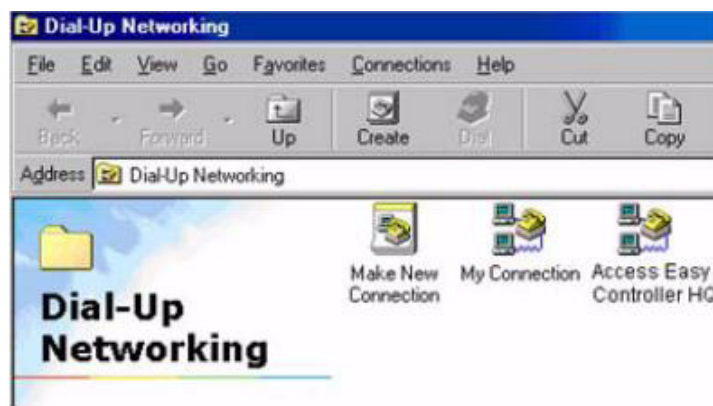 Dial-Up Networking
File Edit View Go Favorites Connections Help
Back Forward Up Create Dial Cut Copy
Address Dial-Up Networking
Make New My Connection Access Easy
Connection Controller HQ
Dial-Up
Networking